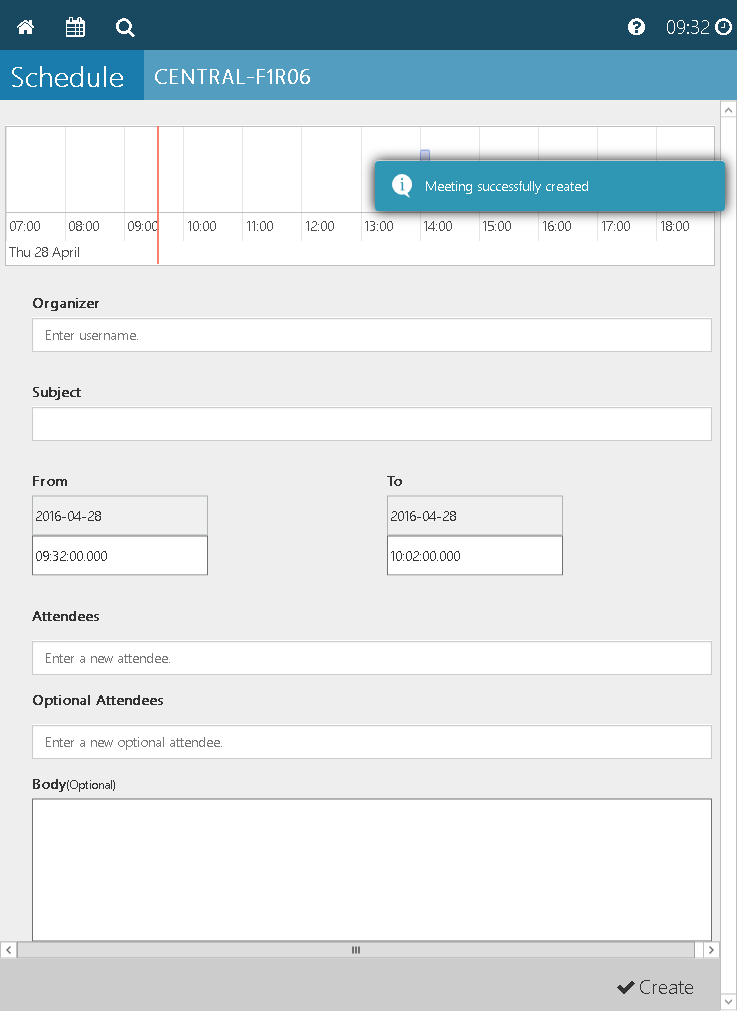 09:32
Schedule CENTRAL-F1R06
Meeting successfully created
07:00 08:00 09:00 10:00 11:00 12:00 13:00 14:00 15:00 16:00 17:00 18:00
Thu 28 April
Organizer
Enter username.
Subject
From To
2016-04-28 2016-04-28
09:32:00.000 10:02:00.000
Attendees
Enter a new attendee.
Optional Attendees
Enter a new optional attendee.
Body(Optional)
Create